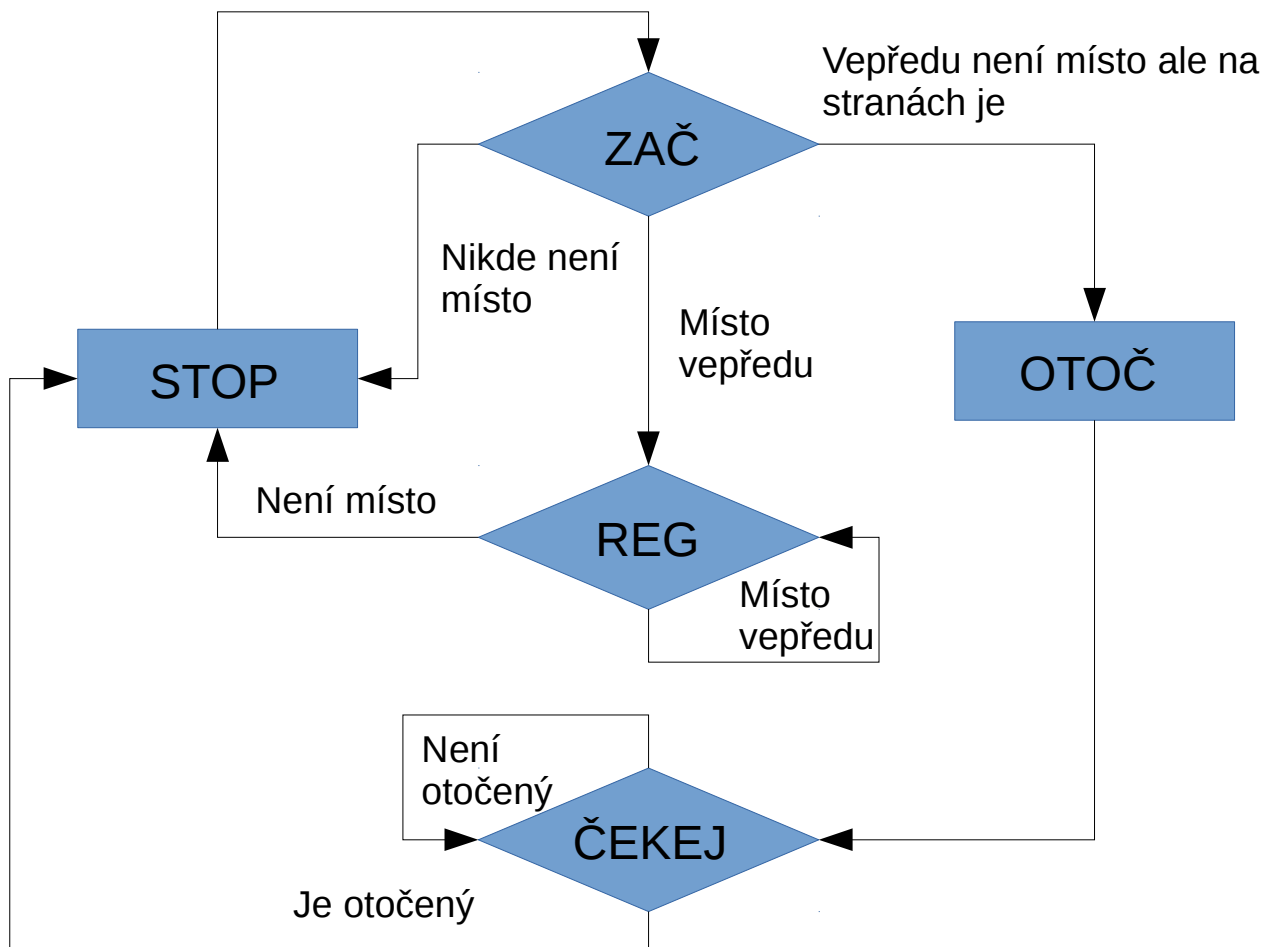 Vepředu není místo ale na
stranách je
ZAČ
Nikde není
místo
Místo
vepředu
STOP
OTOČ
Není místo
REG
Místo
vepředu
Není
otočený
ČEKEJ
Je otočený